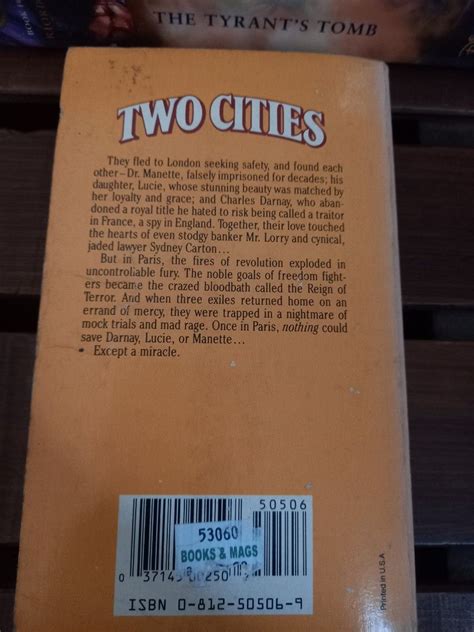 THE TYRANT'S TOMB
TWO CITIES
They fled to London seeking safety, and found each
other–Dr. Manette, falsely imprisoned for decades; his
daughter, Lucie, whose stunning beauty was matched by
her loyalty and grace; and Charles Darnay, who aban-
doned a royal title he hated to risk being called a traitor
in France, a spy in England. Together, their love touched
the hearts of even stodgy banker Mr. Lorry and cynical,
jaded lawyer Sydney Carton...
But in Paris, the fires of revolution exploded in
uncontrollable fury. The noble goals of freedom fight-
ers became the crazed bloodbath called the Reign of
Terror. And when three exiles returned home on an
errand of mercy, they were trapped in a nightmare of
mock trials and mad rage. Once in Paris, nothing could
save Darnay, Lucie, or Manette...
Except a miracle.
50506
53060
BOOKS & MAGS
0 37145 00250
ISBN 0-812-50506-9
Printed in U.S.A